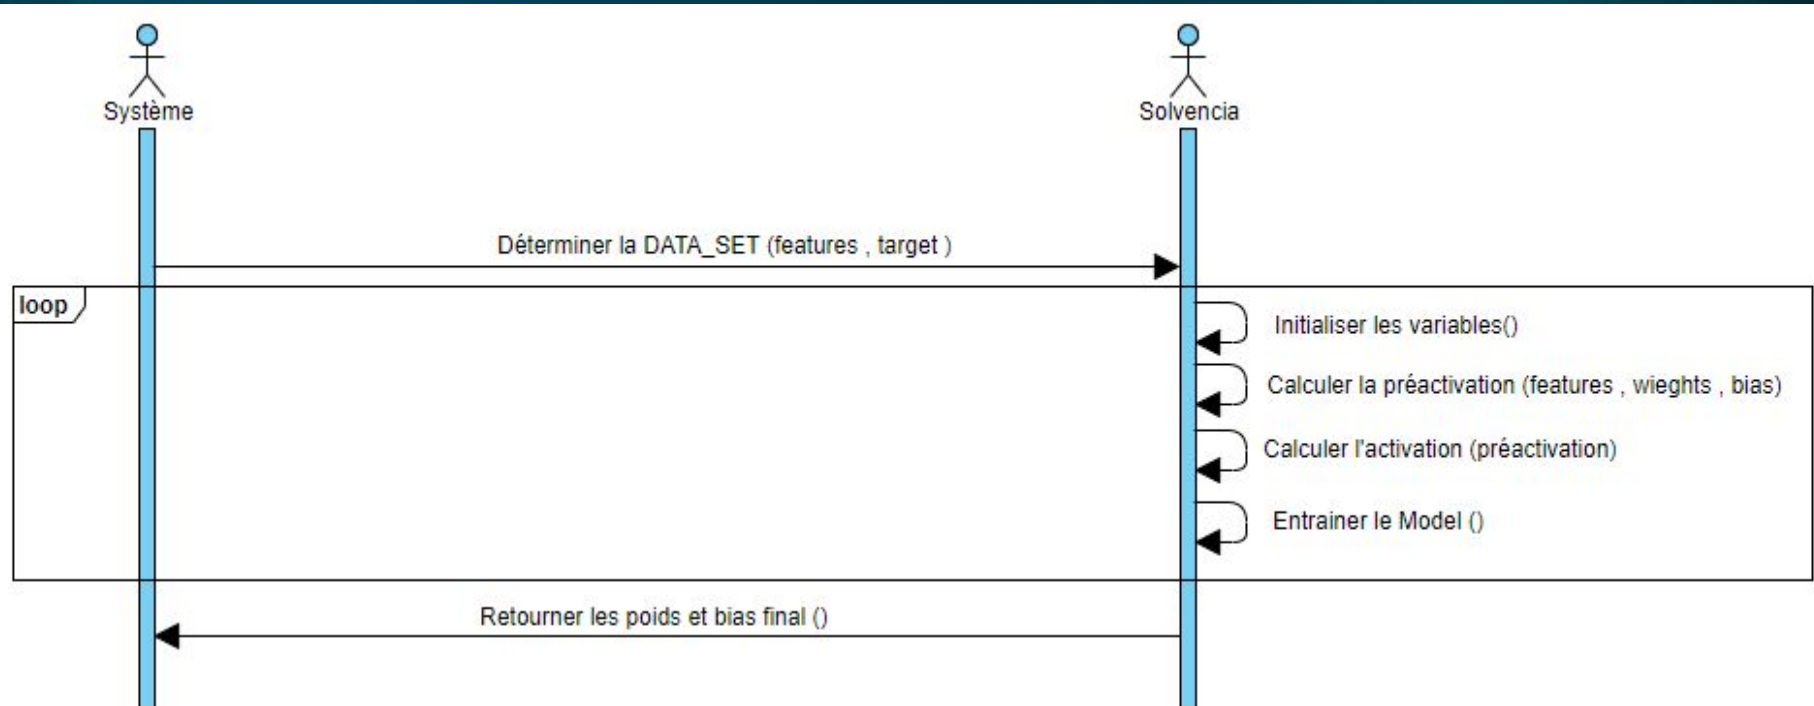 Système
Solvencia
Déterminer la DATA_SET (features , target )
loop
Initialiser les variables()
Calculer la préactivation (features , wieghts , bias)
Calculer l'activation (préactivation)
Entrainer le Model ()
Retourner les poids et bias final ()